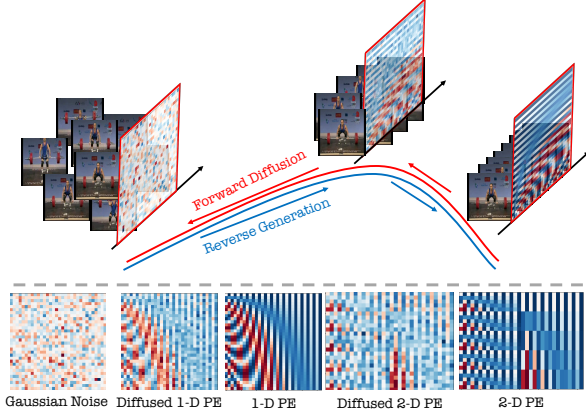 Forward Diffusion
Reverse Generation
Gaussian Noise
Diffused 1-D PE
1-D PE
Diffused 2-D PE
2-D PE